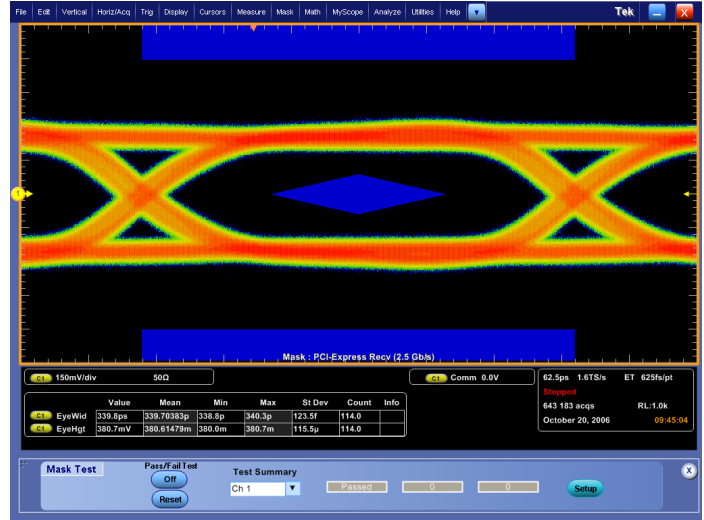 File Edit Vertical Horiz/Acq Trig Display Cursors Measure Mask Math MyScope Analyze Utilities Help Tek X
1
Mask : PCI-Express Recv (2.5 Gb/s)
C1 150mV/div 50Ω
C1 Comm 0.0V
62.5ps 1.6TS/s ET 625fs/pt
Stopped
643 183 acqs RL:1.0k
October 20, 2006 09:45:04
Value Mean Min Max St Dev Count Info
C1 EyeWid 339.8ps 339.70383p 338.8p 340.3p 123.5f 114.0
C1 EyeHgt 380.7mV 380.61479m 380.0m 380.7m 115.5µ 114.0
Mask Test
Pass/Fail Test
Off
Reset
Test Summary
Ch 1
Passed 0 0
Setup
X